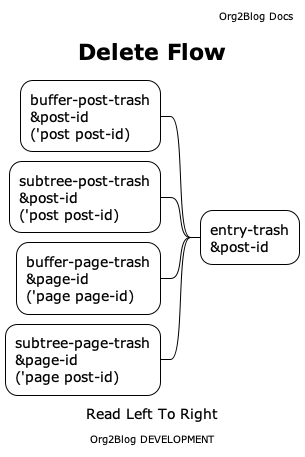 Org2Blog Docs
Delete Flow
buffer-post-trash
&post-id
('post post-id)
subtree-post-trash
&post-id
('post post-id)
buffer-page-trash
&page-id
('page page-id)
subtree-page-trash
&page-id
('page post-id)
entry-trash
&post-id
Read Left To Right
Org2Blog DEVELOPMENT